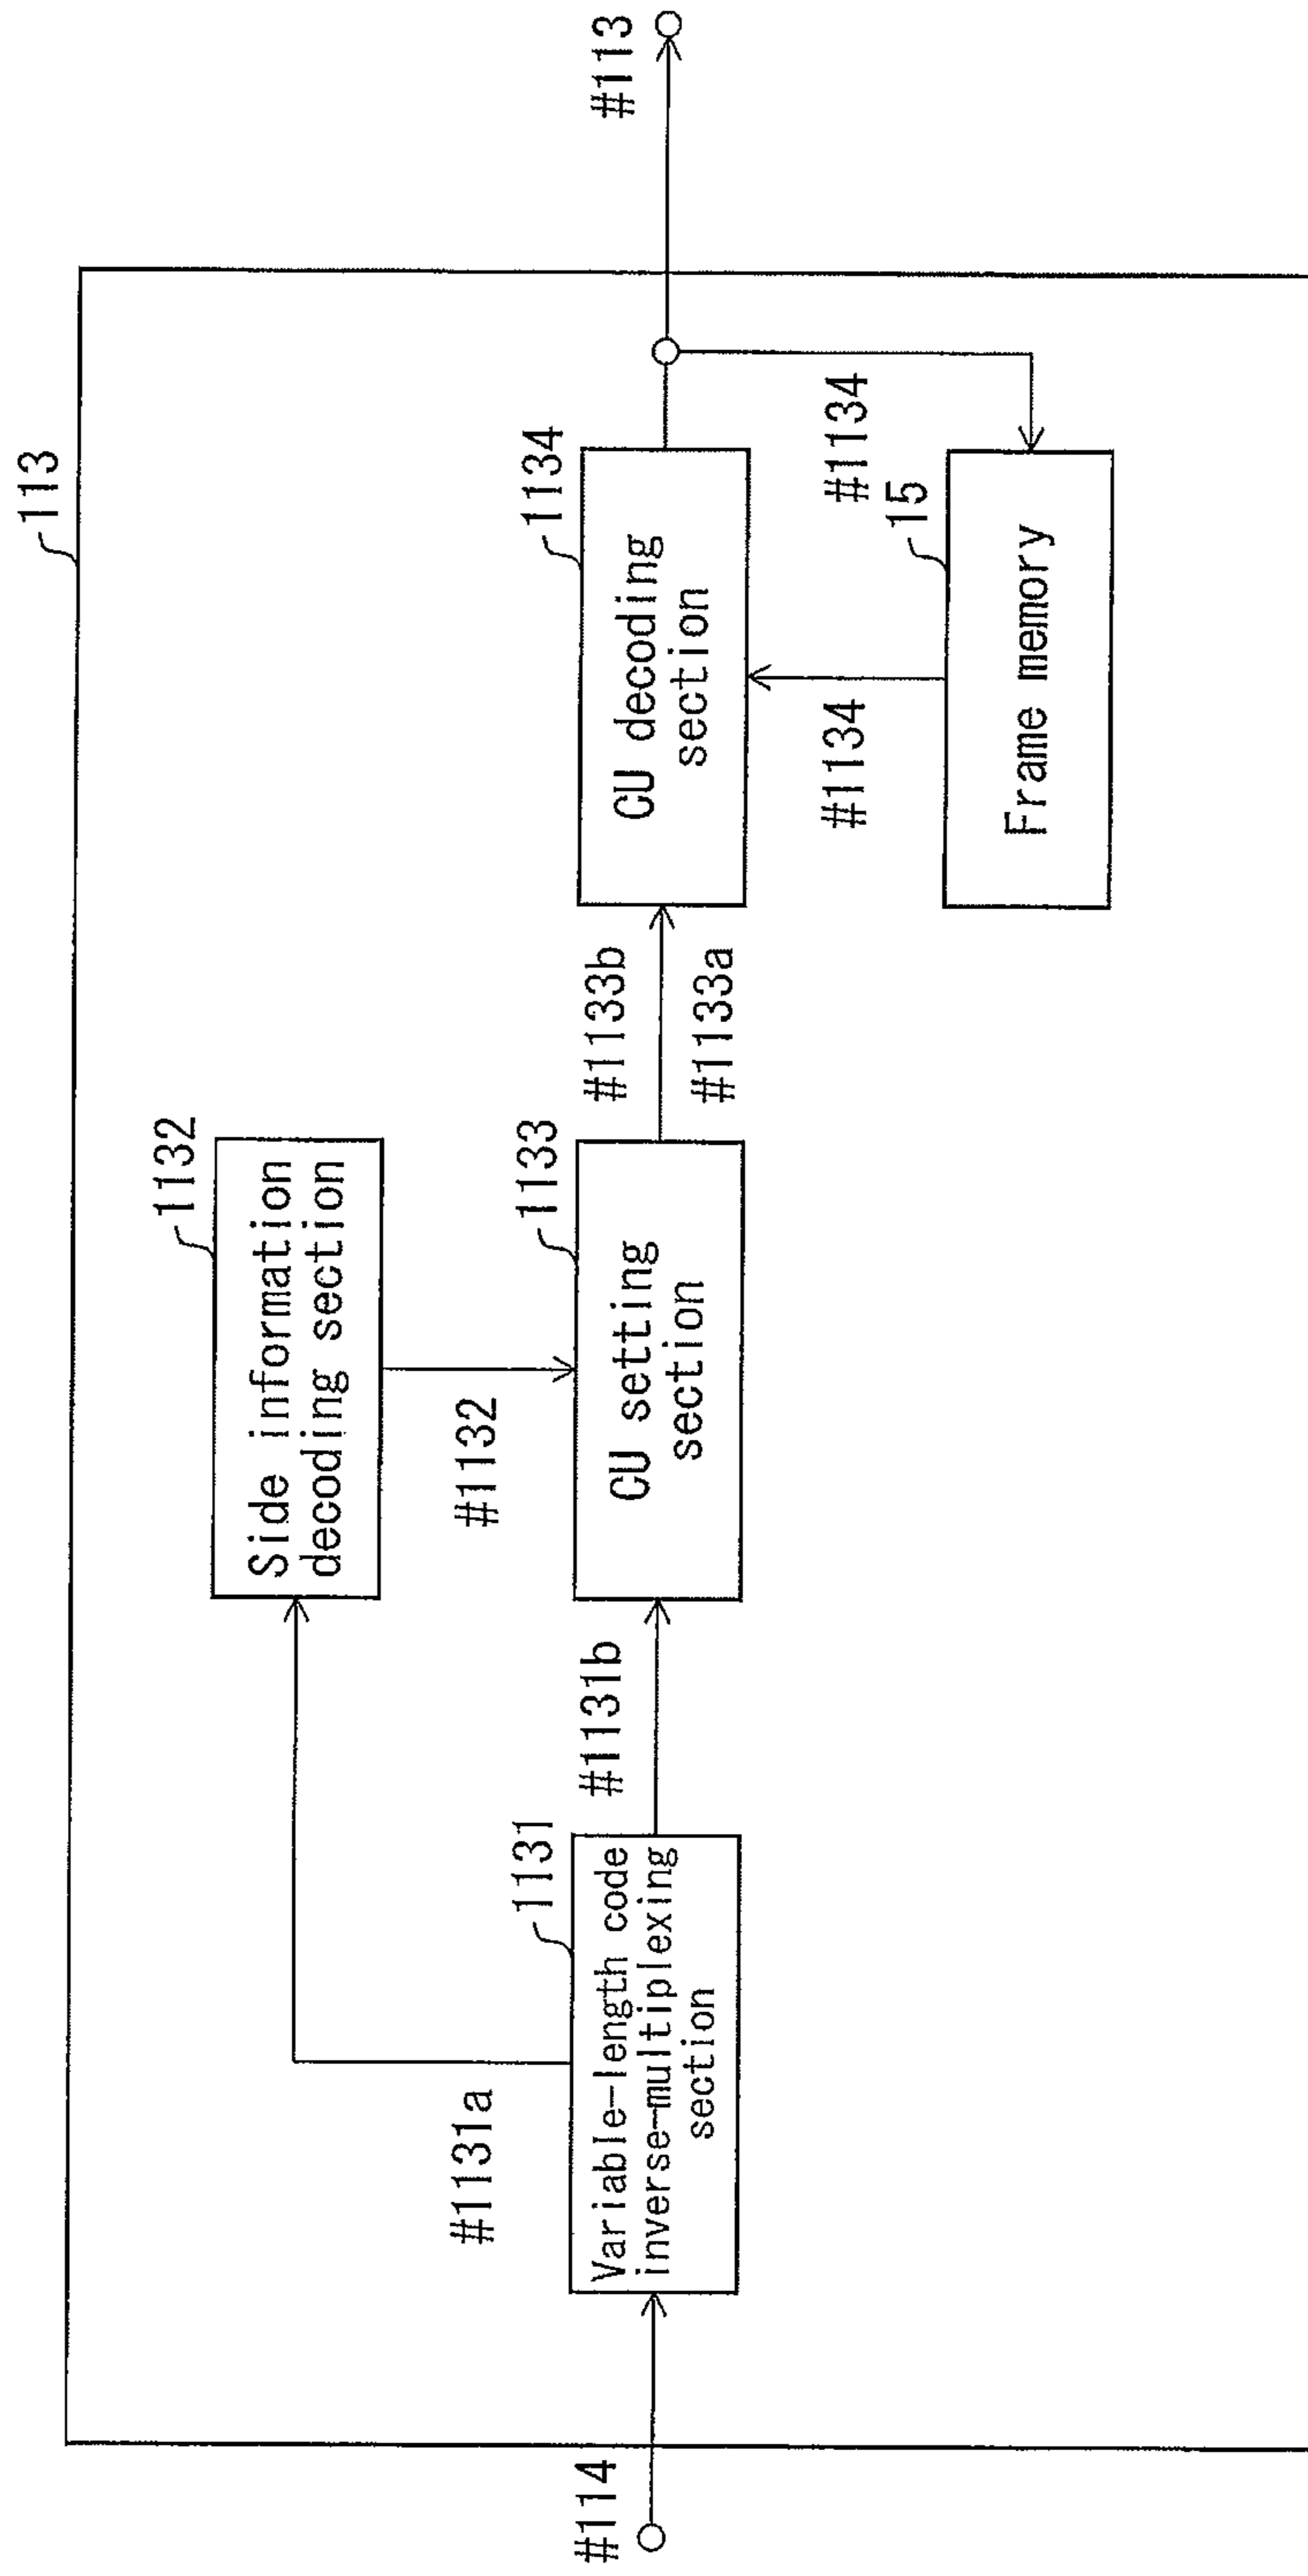 113
#114
Variable-length code
inverse-multiplexing
section
1131
#1131a
#1131b
Side information
decoding section
1132
#1132
CU setting
section
1133
#1133b
#1133a
CU decoding
section
1134
#1134
#1134
Frame memory
15
#113